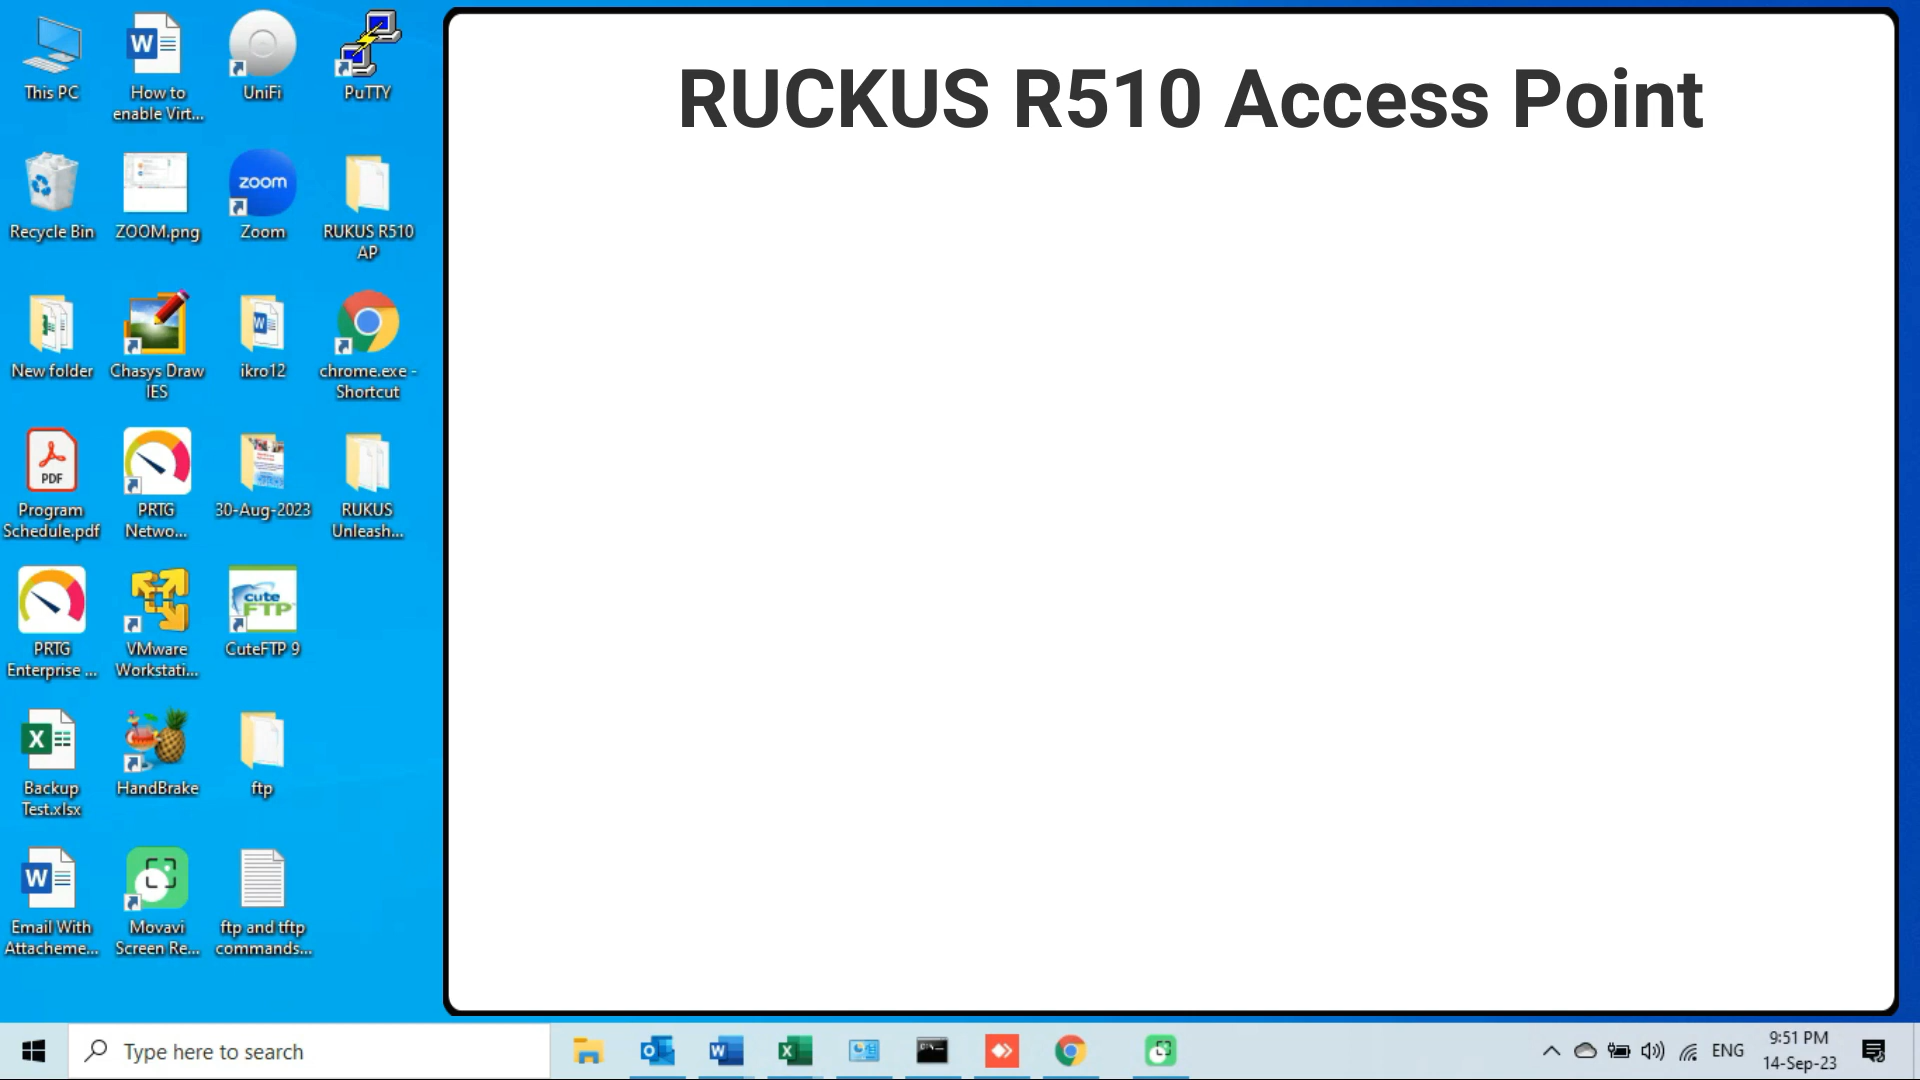 This PC
How to
enable Virt...
UniFi
PuTTY
Recycle Bin
ZOOM.png
zoom
Zoom
RUKUS R510
AP
New folder
Chasys Draw
IES
ikro12
chrome.exe -
Shortcut
PDF
Program
Schedule.pdf
PRTG
Netwo...
30-Aug-2023
RUKUS
Unleash...
PRTG
Enterprise ...
VMware
Workstati...
cute
FTP
CuteFTP 9
Backup
Test.xlsx
HandBrake
ftp
Email With
Attacheme...
Movavi
Screen Re...
ftp and tftp
commands...
RUCKUS R510 Access Point
Type here to search
ENG
9:51 PM
14-Sep-23